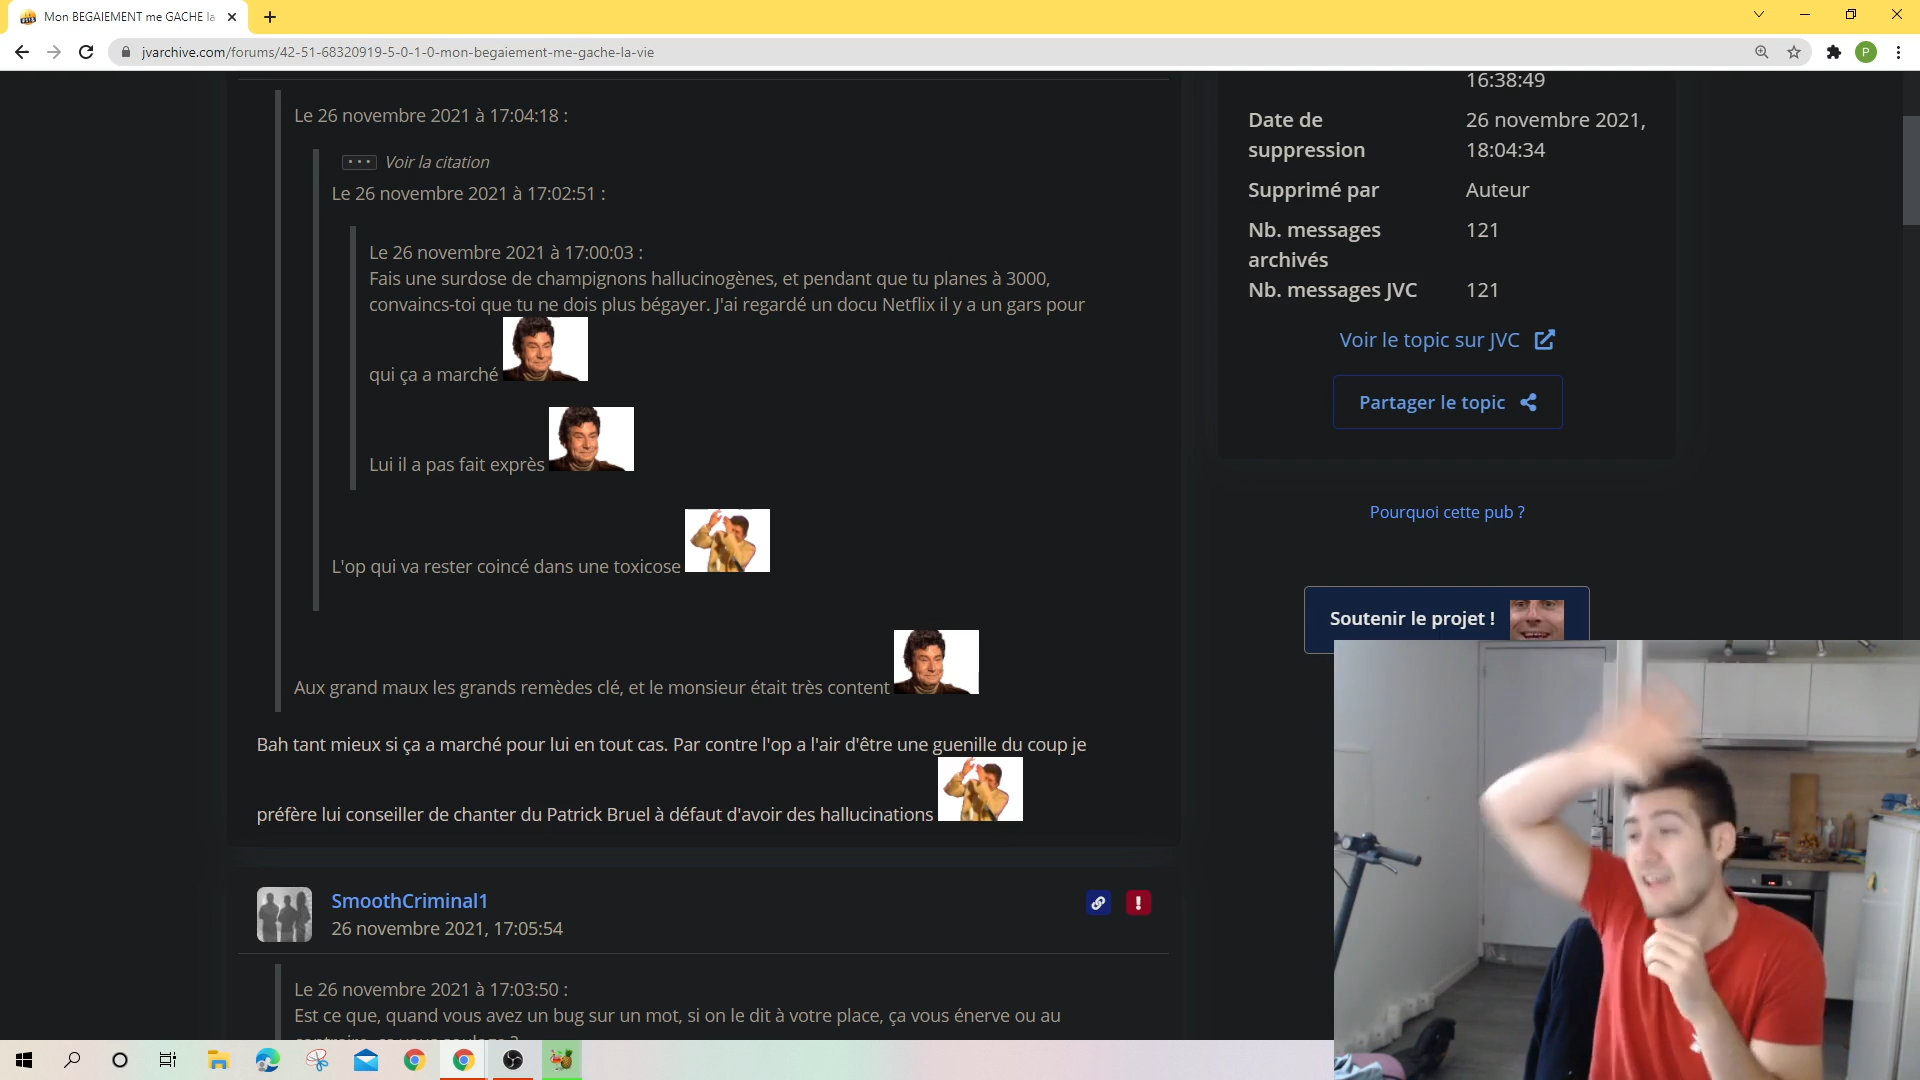 Mon BEGAIEMENT me GACHE la
jvarchive.com/forums/42-51-68320919-5-0-1-0-mon-begaiement-me-gache-la-vie
P
Le 26 novembre 2021 à 17:04:18 :
Voir la citation
Le 26 novembre 2021 à 17:02:51 :
Le 26 novembre 2021 à 17:00:03 :
Fais une surdose de champignons hallucinogènes, et pendant que tu planes à 3000,
convaincs-toi que tu ne dois plus bégayer. J'ai regardé un docu Netflix il y a un gars pour
qui ça a marché
Lui il a pas fait exprès
L'op qui va rester coincé dans une toxicose
Aux grand maux les grands remèdes clé, et le monsieur était très content
Bah tant mieux si ça a marché pour lui en tout cas. Par contre l'op a l'air d'être une guenille du coup je
préfère lui conseiller de chanter du Patrick Bruel à défaut d'avoir des hallucinations
SmoothCriminal1
26 novembre 2021, 17:05:54
Le 26 novembre 2021 à 17:03:50 :
Est ce que, quand vous avez un bug sur un mot, si on le dit à votre place, ça vous énerve ou au
16:38:49
Date de suppression
26 novembre 2021, 18:04:34
Supprimé par
Auteur
Nb. messages archivés
121
Nb. messages JVC
121
Voir le topic sur JVC
Partager le topic
Pourquoi cette pub ?
Soutenir le projet !